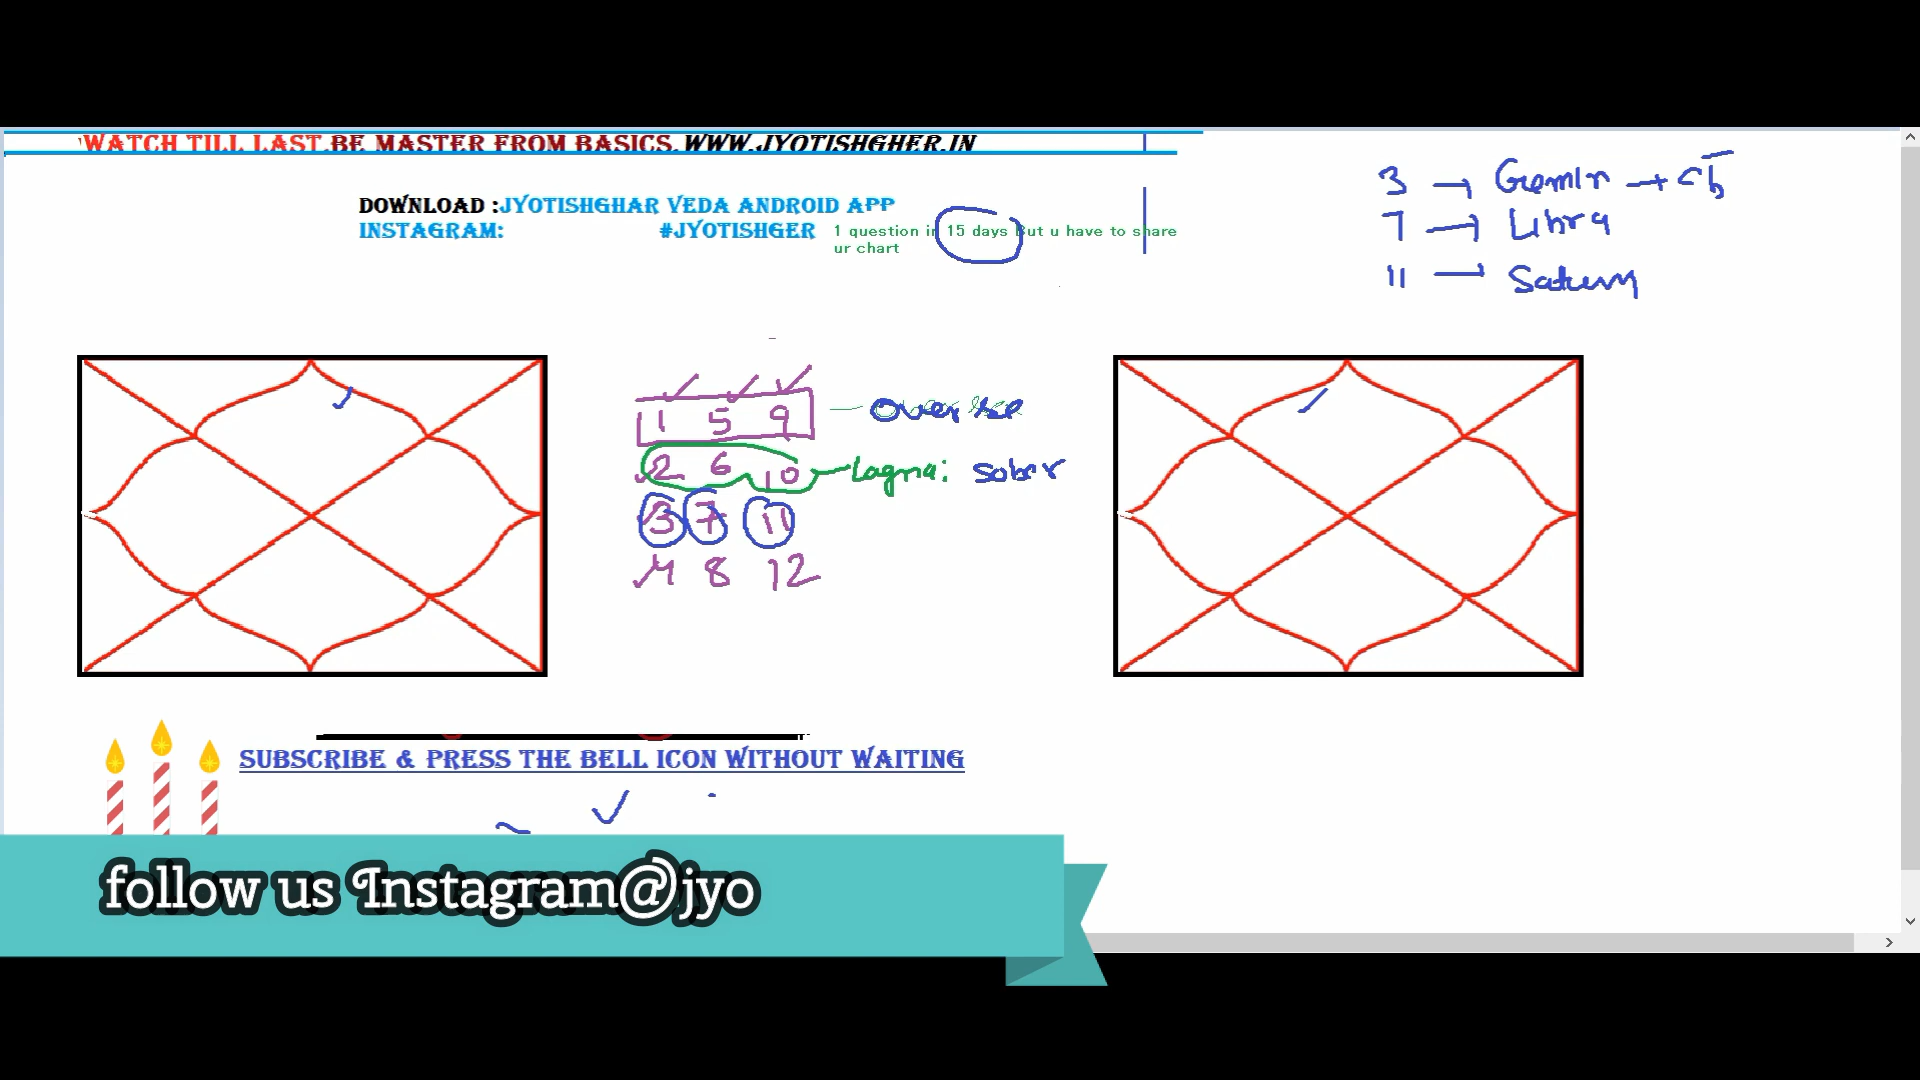 WATCH TILL LAST.BE MASTER FROM BASICS.WWW.JYOTISHGHER.IN
DOWNLOAD :JYOTISHGHAR VEDA ANDROID APP
INSTAGRAM: #JYOTISHGER
1 question in 15 days But u have to share
ur chart
3 → Gemin →
7 → Libra
11 → Saturn
1 5 9
2 6 10 Lagna: sober
3 7 11
4 8 12
SUBSCRIBE & PRESS THE BELL ICON WITHOUT WAITING
follow us Instagram@jyo